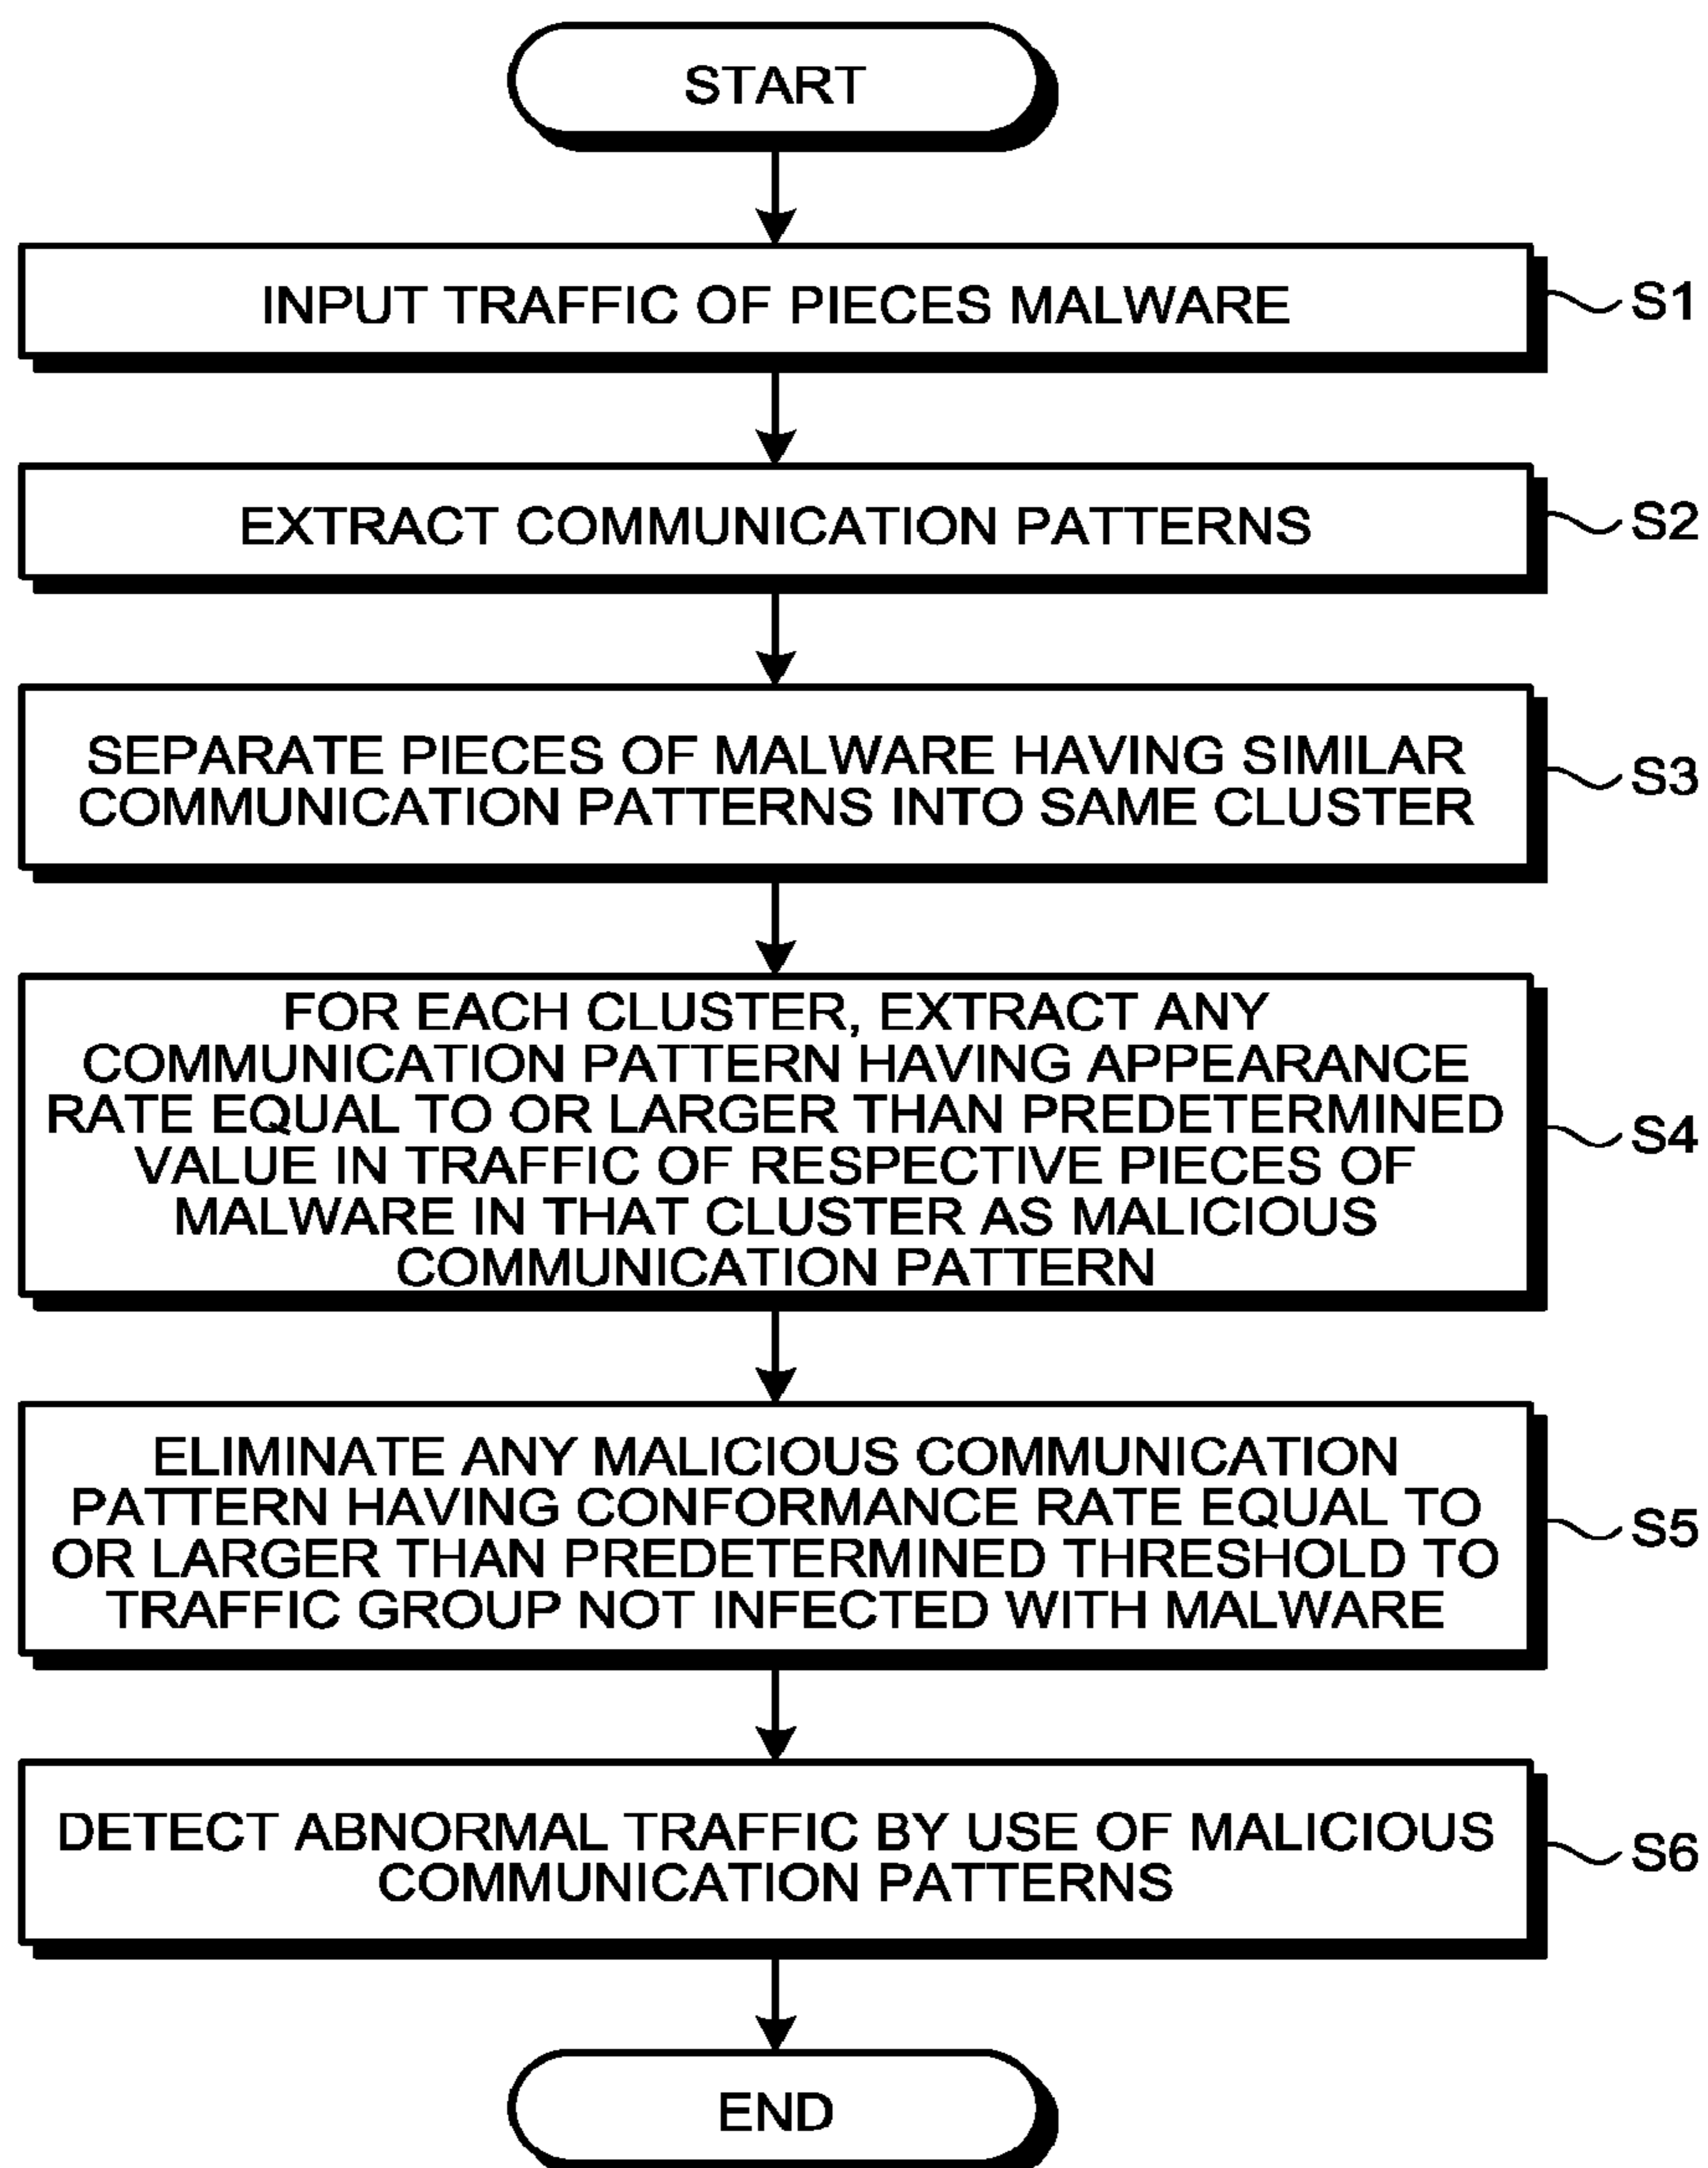 START
INPUT TRAFFIC OF PIECES MALWARE
S1
EXTRACT COMMUNICATION PATTERNS
S2
SEPARATE PIECES OF MALWARE HAVING SIMILAR
COMMUNICATION PATTERNS INTO SAME CLUSTER
S3
FOR EACH CLUSTER, EXTRACT ANY
COMMUNICATION PATTERN HAVING APPEARANCE
RATE EQUAL TO OR LARGER THAN PREDETERMINED
VALUE IN TRAFFIC OF RESPECTIVE PIECES OF
MALWARE IN THAT CLUSTER AS MALICIOUS
COMMUNICATION PATTERN
S4
ELIMINATE ANY MALICIOUS COMMUNICATION
PATTERN HAVING CONFORMANCE RATE EQUAL TO
OR LARGER THAN PREDETERMINED THRESHOLD TO
TRAFFIC GROUP NOT INFECTED WITH MALWARE
S5
DETECT ABNORMAL TRAFFIC BY USE OF MALICIOUS
COMMUNICATION PATTERNS
S6
END